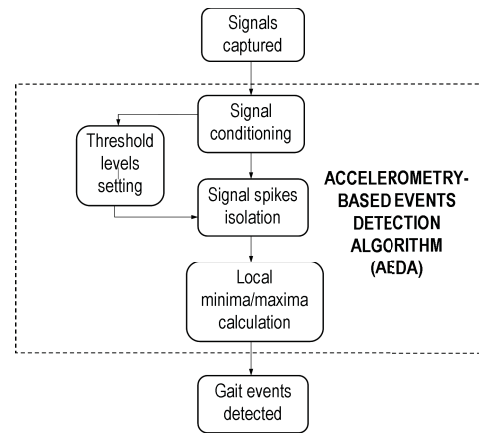 Signals
captured
Signal
conditioning
Threshold
levels
setting
Signal spikes
isolation
ACCELEROMETRY-
BASED EVENTS
DETECTION
ALGORITHM
(AEDA)
Local
minima/maxima
calculation
Gait events
detected